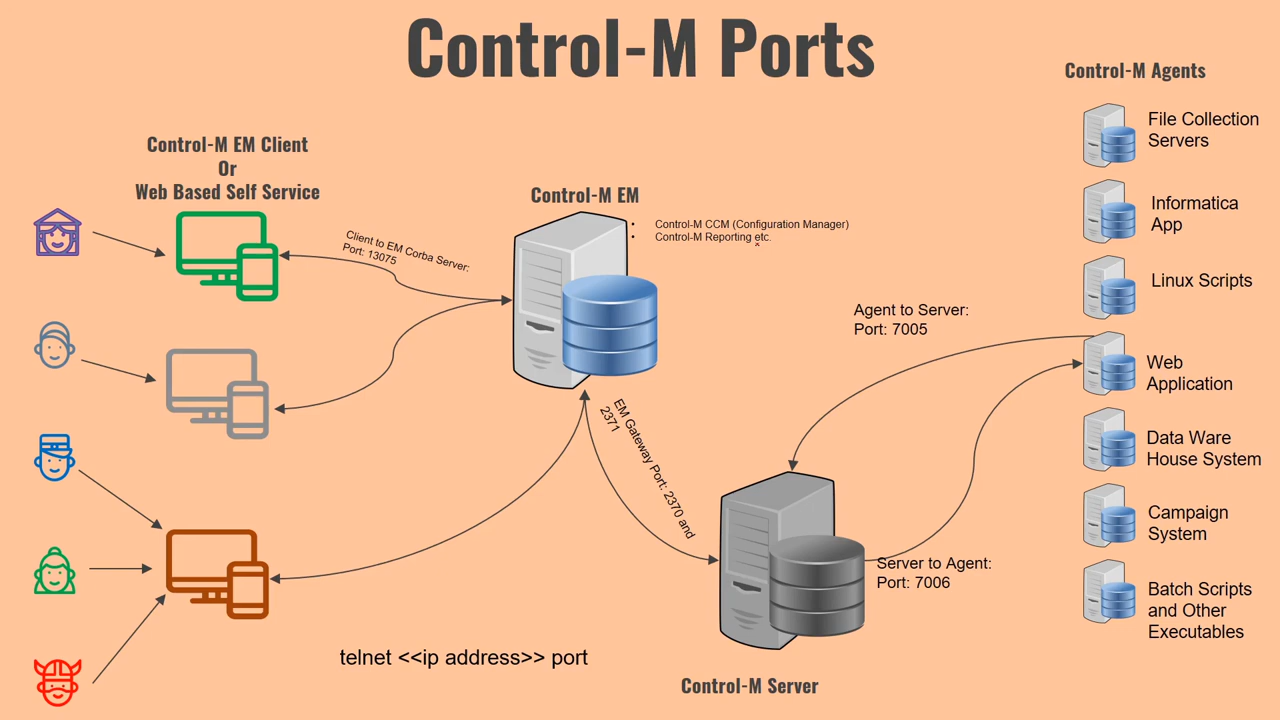 Control-M Ports
Control-M Agents
File Collection
Servers
Control-M EM Client
Or
Web Based Self Service
Control-M EM
Informatica
App
• Control-M CCM (Configuration Manager)
• Control-M Reporting etc.
Client to EM Corba Server:
Port: 13075
Linux Scripts
Agent to Server:
Port: 7005
Web
Application
EM Gateway Port: 2370 and
2371
Data Ware
House System
Campaign
System
Server to Agent:
Port: 7006
Batch Scripts
and Other
Executables
telnet <<ip address>> port
Control-M Server